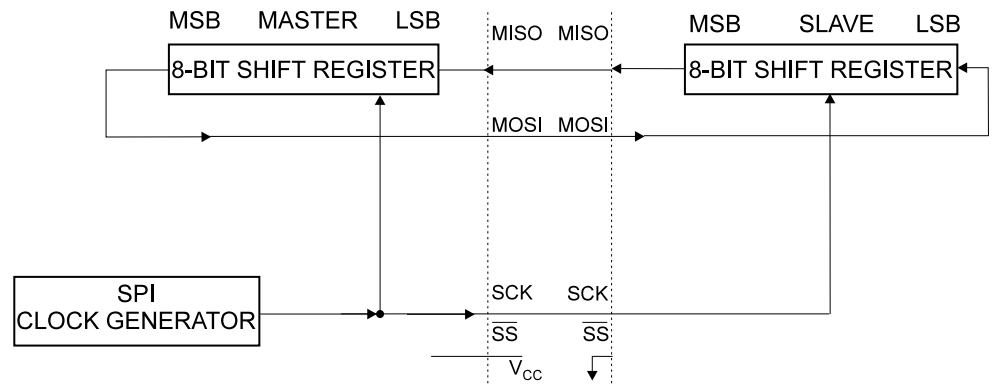 MSB MASTER LSB
MISO MISO
MSB SLAVE LSB
8-BIT SHIFT REGISTER
8-BIT SHIFT REGISTER
MOSI MOSI
SPI
CLOCK GENERATOR
SCK SCK
SS SS
VCC